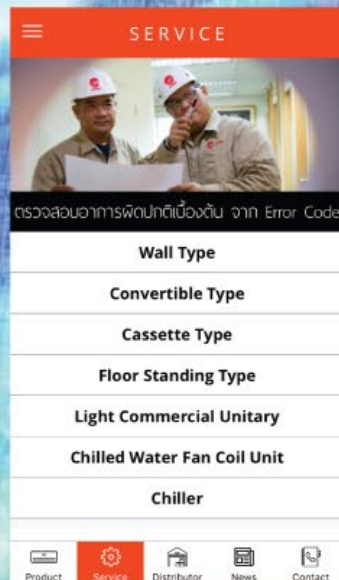 SERVICE
ตรวจสอบอาการผิดปกติเบื้องต้น จาก Error Code
Wall Type
Convertible Type
Cassette Type
Floor Standing Type
Light Commercial Unitary
Chilled Water Fan Coil Unit
Chiller
Product Service Distributor News Contact